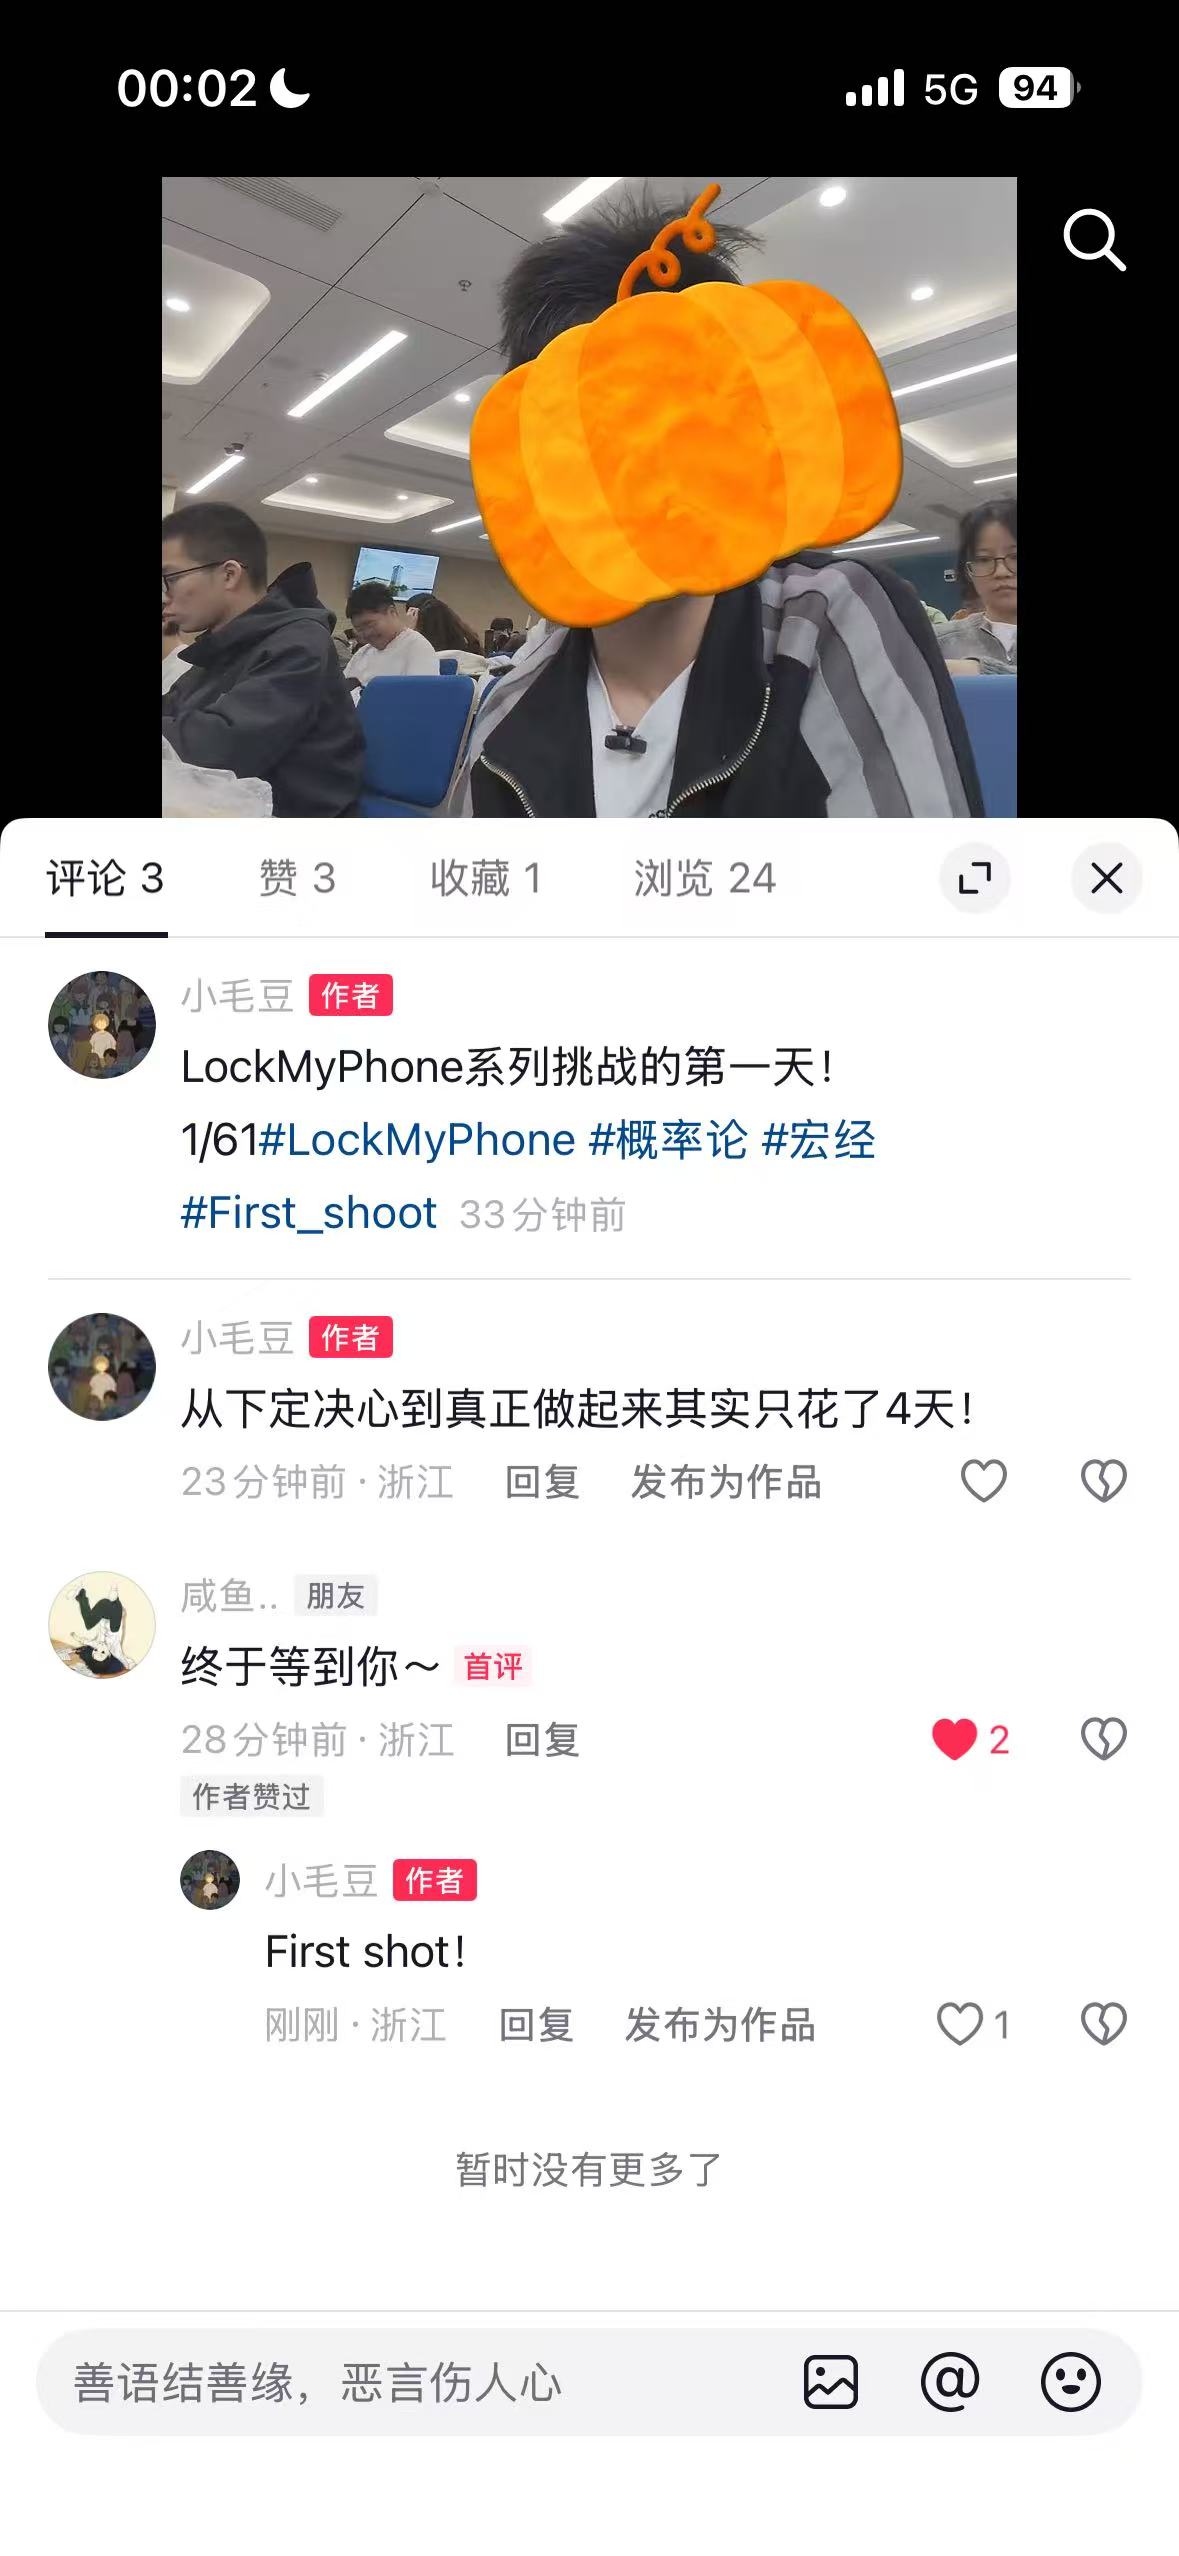 00:02
5G 94
评论 3 赞 3 收藏 1 浏览 24
小毛豆 作者
LockMyPhone系列挑战的第一天！
1/61#LockMyPhone #概率论 #宏经
#First_shoot 33分钟前
小毛豆 作者
从下定决心到真正做起来其实只花了4天！
23分钟前 · 浙江 回复 发布为作品
咸鱼.. 朋友
终于等到你～ 首评
28分钟前 · 浙江 回复 2
作者赞过
小毛豆 作者
First shot！
刚刚 · 浙江 回复 发布为作品 1
暂时没有更多了
善语结善缘，恶言伤人心